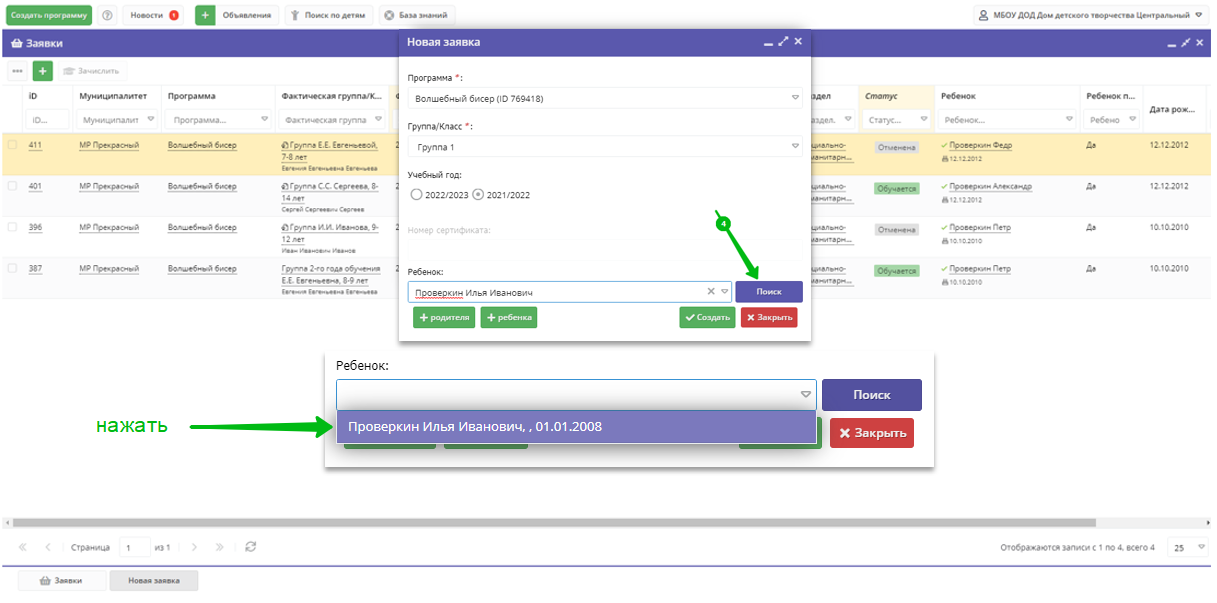 Создать программу
Новости 1
+ Объявления
Поиск по детям
База знаний
МБОУ ДОД Дом детского творчества Центральный
Заявки
+ Зачислить
ID Муниципалитет Программа Фактическая группа/К... Статус Ребенок Ребенок п... Дата рож...
ID... Муниципалит Программа... Фактическая группа Статус... Ребенок... Ребено
411 МР Прекрасный Волшебный бисер Группа Е.Е. Евгеньевой, 7-8 лет
Евгения Евгеньевна Евгеньева
Отменена Проверкин Федр Да 12.12.2012
12.12.2012
401 МР Прекрасный Волшебный бисер Группа С.С. Сергеева, 8-14 лет
Сергей Сергеевич Сергеев
Обучается Проверкин Александр Да 12.12.2012
12.12.2012
396 МР Прекрасный Волшебный бисер Группа И.И. Иванова, 9-12 лет
Иван Иванович Иванов
Отменена Проверкин Петр Да 10.10.2010
10.10.2010
387 МР Прекрасный Волшебный бисер Группа 2-го года обучения Е.Е. Евгеньевна, 8-9 лет
Евгения Евгеньевна Евгеньева
Обучается Проверкин Петр Да 10.10.2010
10.10.2010
Новая заявка
Программа *:
Волшебный бисер (ID 769418)
Группа/Класс *:
Группа 1
Учебный год:
2022/2023 2021/2022
Номер сертификата:
4
Ребенок:
Проверкин Илья Иванович
Поиск
+ родителя + ребенка Создать Закрыть
Ребенок:
Поиск
нажать
Проверкин Илья Иванович, , 01.01.2008
Закрыть
Страница 1 из 1
Отображаются записи с 1 по 4, всего 4 25
Заявки Новая заявка